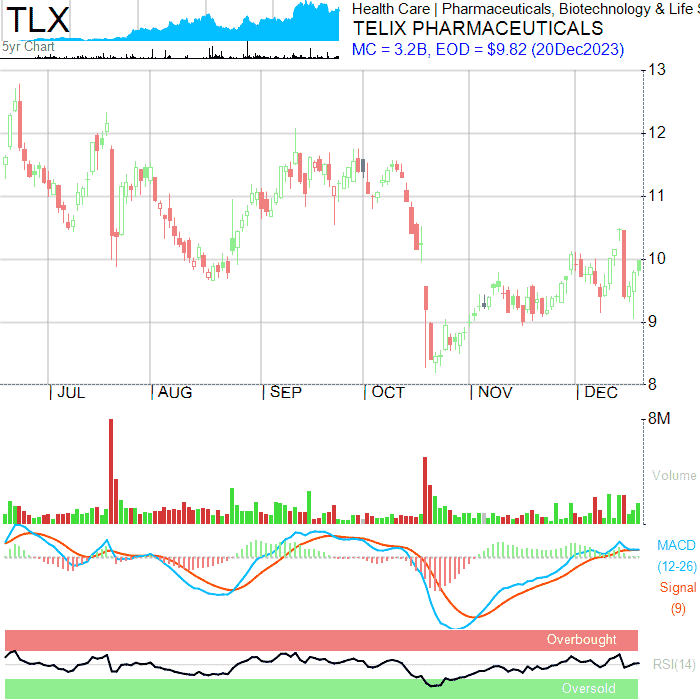 TLX
5yr Chart
Health Care | Pharmaceuticals, Biotechnology & Life
TELIX PHARMACEUTICALS
MC = 3.2B, EOD = $9.82 (20Dec2023)
13
12
11
10
9
8
JUL
AUG
SEP
OCT
NOV
DEC
8M
Volume
MACD
(12-26)
Signal
(9)
Overbought
RSI(14)
Oversold